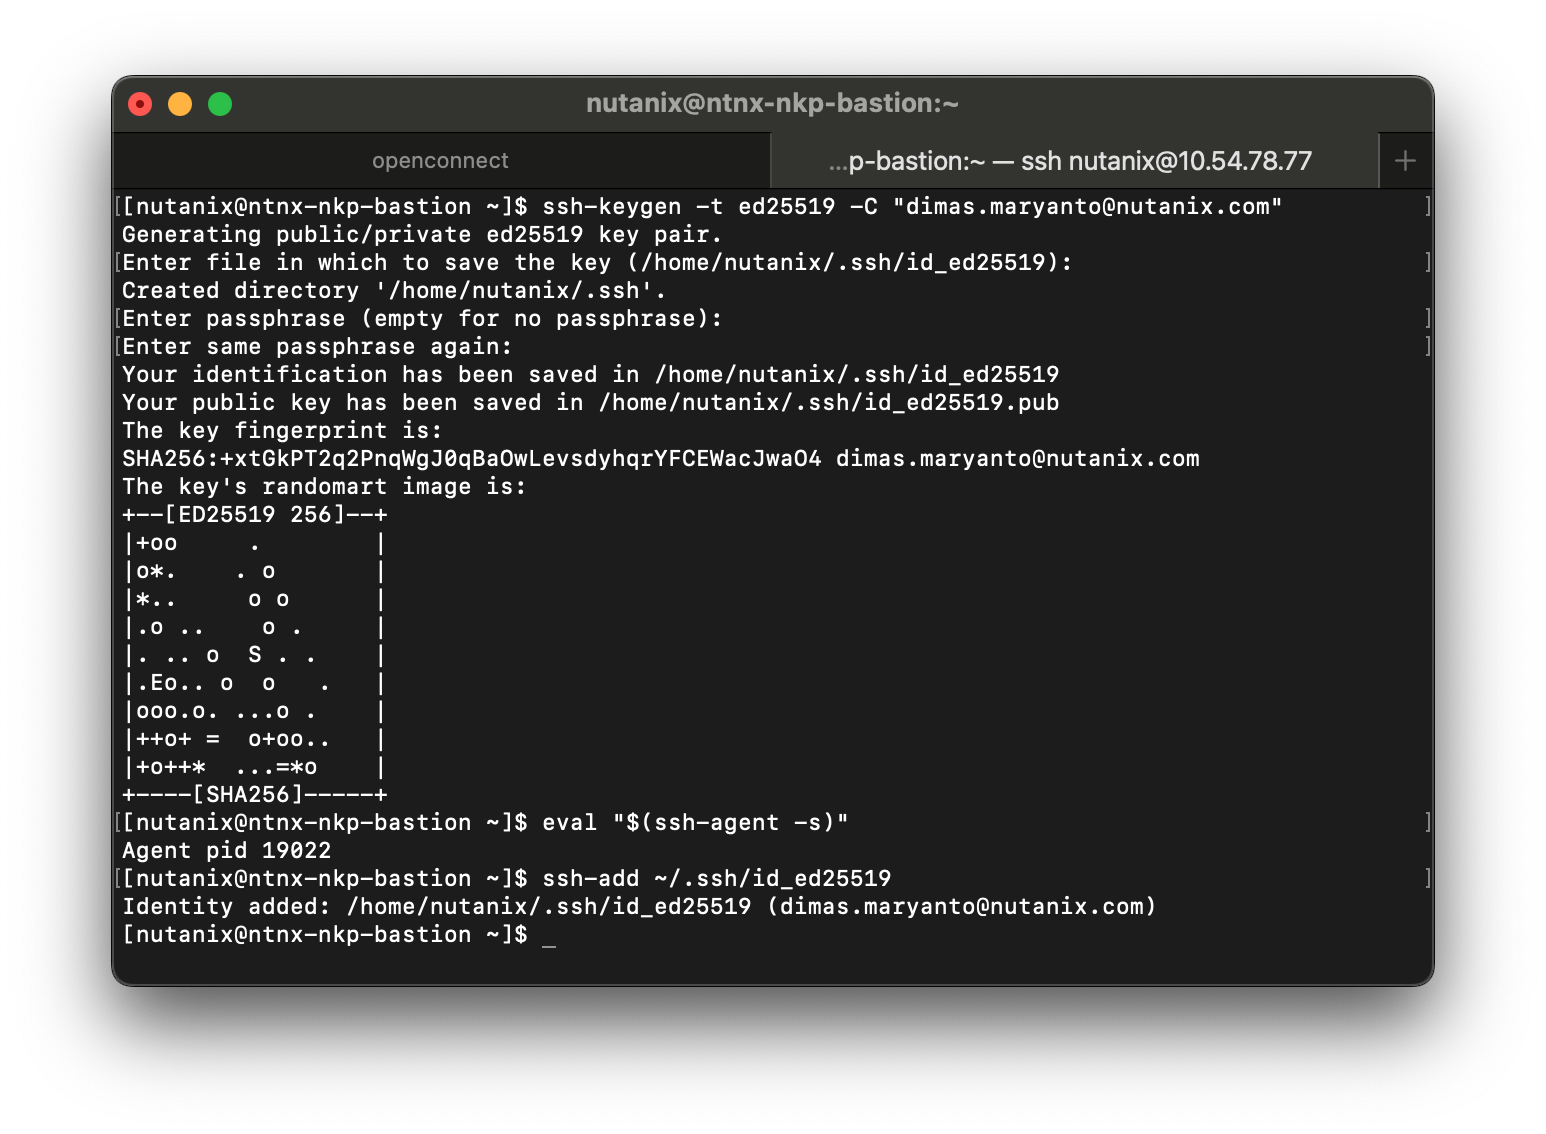 nutanix@ntnx-nkp-bastion:~
openconnect
...p-bastion:~ — ssh nutanix@10.54.78.77
+
[[nutanix@ntnx-nkp-bastion ~]$ ssh-keygen -t ed25519 -C "dimas.maryanto@nutanix.com" ]
Generating public/private ed25519 key pair.
[Enter file in which to save the key (/home/nutanix/.ssh/id_ed25519): ]
Created directory '/home/nutanix/.ssh'.
[Enter passphrase (empty for no passphrase): ]
[Enter same passphrase again: ]
Your identification has been saved in /home/nutanix/.ssh/id_ed25519
Your public key has been saved in /home/nutanix/.ssh/id_ed25519.pub
The key fingerprint is:
SHA256:+xtGkPT2q2PnqWgJ0qBaOwLevsdyhqrYFCEWacJwaO4 dimas.maryanto@nutanix.com
The key's randomart image is:
+--[ED25519 256]--+
|+oo     .        |
|o*.    . o       |
|*..     o o      |
|.o ..    o .     |
|. .. o  S . .    |
|.Eo.. o  o   .   |
|ooo.o. ...o .    |
|++o+ =  o+oo..   |
|+o++*  ...=*o    |
+----[SHA256]-----+
[[nutanix@ntnx-nkp-bastion ~]$ eval "$(ssh-agent -s)" ]
Agent pid 19022
[[nutanix@ntnx-nkp-bastion ~]$ ssh-add ~/.ssh/id_ed25519 ]
Identity added: /home/nutanix/.ssh/id_ed25519 (dimas.maryanto@nutanix.com)
[nutanix@ntnx-nkp-bastion ~]$ _